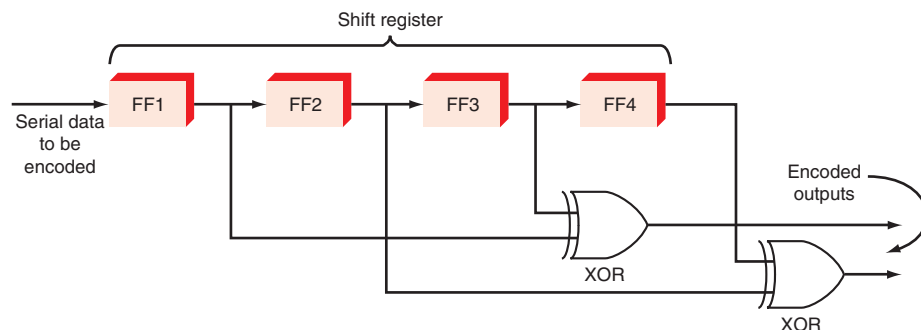 Shift register
FF1
FF2
FF3
FF4
Serial data
to be
encoded
Encoded
outputs
XOR
XOR